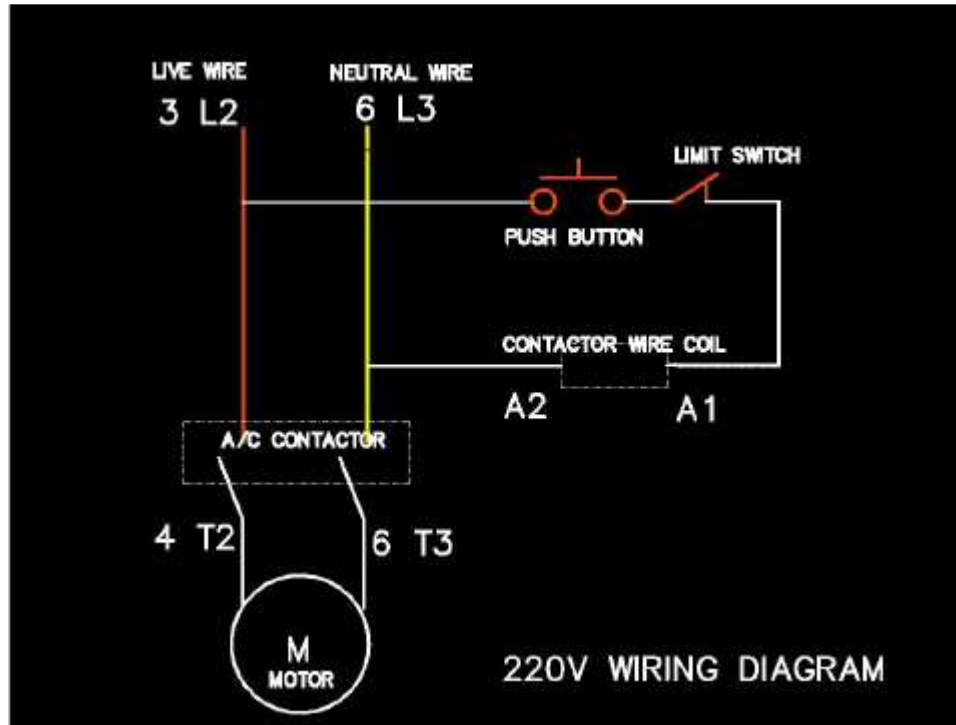 LIVE WIRE
3 L2
NEUTRAL WIRE
6 L3
LIMIT SWITCH
PUSH BUTTON
CONTACTOR WIRE COIL
A2
A1
A/C CONTACTOR
4 T2
6 T3
M
MOTOR
220V WIRING DIAGRAM